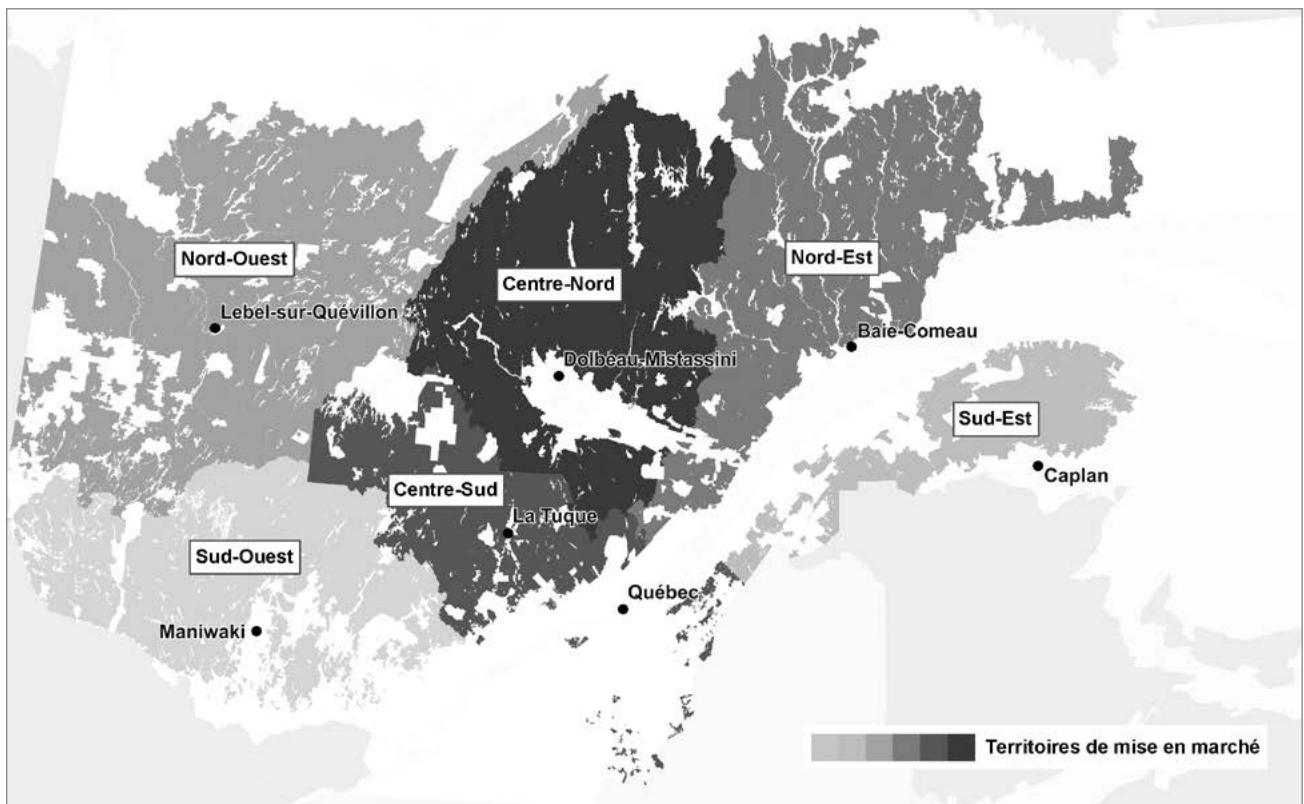 Nord-Ouest
Nord-Est
Centre-Nord
Lebel-sur-Quévillon
Baie-Comeau
Dolbeau-Mistassini
Sud-Est
Caplan
Centre-Sud
La Tuque
Sud-Ouest
Québec
Maniwaki
Territoires de mise en marché